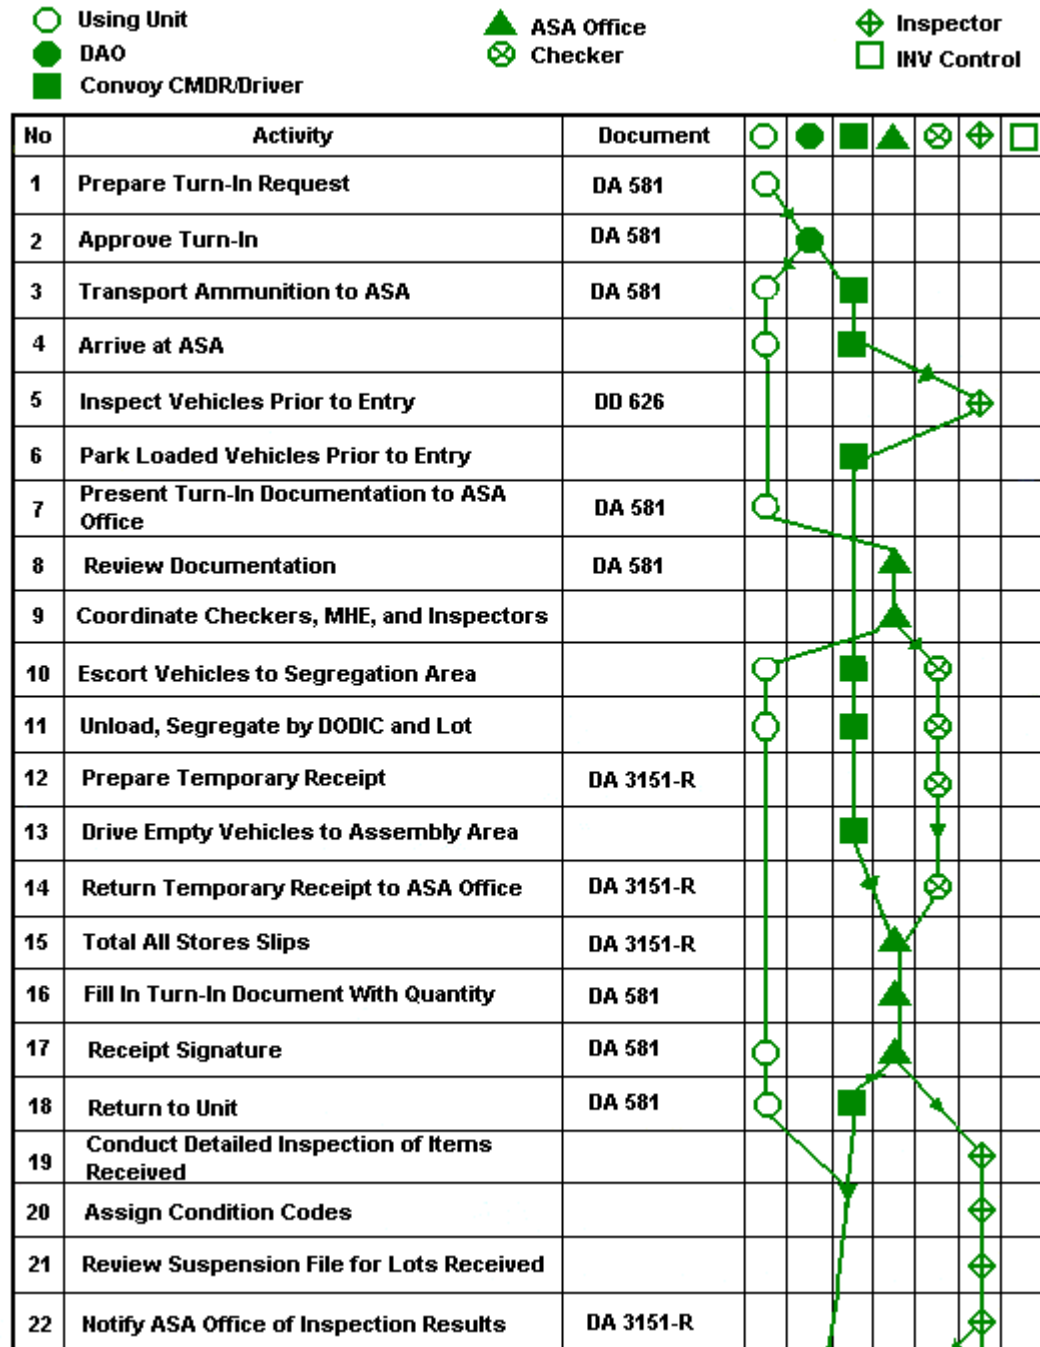 Using Unit
ASA Office
Inspector
DAO
Checker
INV Control
Convoy CMDR/Driver
No Activity Document
1 Prepare Turn-In Request DA 581
2 Approve Turn-In DA 581
3 Transport Ammunition to ASA DA 581
4 Arrive at ASA
5 Inspect Vehicles Prior to Entry DD 626
6 Park Loaded Vehicles Prior to Entry
7 Present Turn-In Documentation to ASA
Office DA 581
8 Review Documentation DA 581
9 Coordinate Checkers, MHE, and Inspectors
10 Escort Vehicles to Segregation Area
11 Unload, Segregate by DODIC and Lot
12 Prepare Temporary Receipt DA 3151-R
13 Drive Empty Vehicles to Assembly Area
14 Return Temporary Receipt to ASA Office DA 3151-R
15 Total All Stores Slips DA 3151-R
16 Fill In Turn-In Document With Quantity DA 581
17 Receipt Signature DA 581
18 Return to Unit DA 581
19 Conduct Detailed Inspection of Items
Received
20 Assign Condition Codes
21 Review Suspension File for Lots Received
22 Notify ASA Office of Inspection Results DA 3151-R